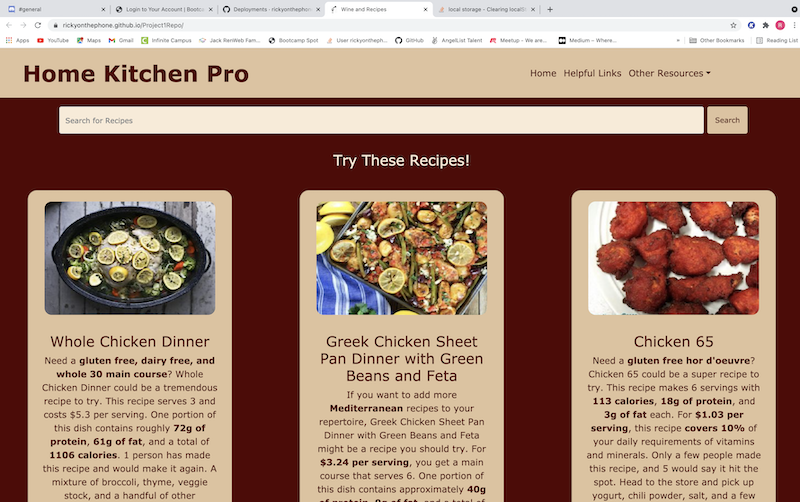 #general
Login to Your Account | Bootca
Deployments · rickyonthephone
Wine and Recipes
local storage - Clearing localSt
rickyonthephone.github.io/Project1Repo/
Apps
YouTube
Maps
Gmail
Infinite Campus
Jack RenWeb Fam...
Bootcamp Spot
User rickyontheph...
GitHub
AngelList Talent
Meetup - We are...
Medium – Where...
»
Other Bookmarks
Reading List
Home Kitchen Pro
Home Helpful Links Other Resources
Search for Recipes
Search
Try These Recipes!
Whole Chicken Dinner
Need a gluten free, dairy free, and
whole 30 main course? Whole
Chicken Dinner could be a tremendous
recipe to try. This recipe serves 3 and
costs $5.3 per serving. One portion of
this dish contains roughly 72g of
protein, 61g of fat, and a total of
1106 calories. 1 person has made
this recipe and would make it again. A
mixture of broccoli, thyme, veggie
stock, and a handful of other
Greek Chicken Sheet
Pan Dinner with Green
Beans and Feta
If you want to add more
Mediterranean recipes to your
repertoire, Greek Chicken Sheet Pan
Dinner with Green Beans and Feta
might be a recipe you should try. For
$3.24 per serving, you get a main
course that serves 6. One portion of
this dish contains approximately 40g
of protein, 9g of fat, and a total of
Chicken 65
Need a gluten free hor d'oeuvre?
Chicken 65 could be a super recipe to
try. This recipe makes 6 servings with
113 calories, 18g of protein, and
3g of fat each. For $1.03 per
serving, this recipe covers 10% of
your daily requirements of vitamins
and minerals. Only a few people made
this recipe, and 5 would say it hit the
spot. Head to the store and pick up
yogurt, chili powder, salt, and a few